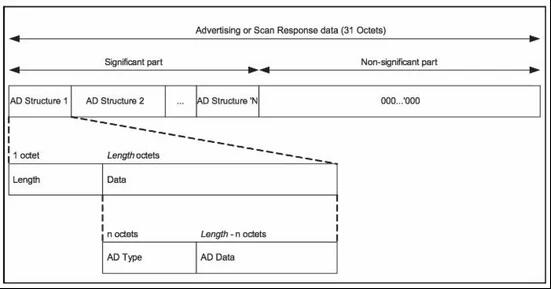 Advertising or Scan Response data (31 Octets)
Significant part Non-significant part
AD Structure 1 AD Structure 2 ... AD Structure 'N 000...'000
1 octet Length octets
Length Data
n octets Length - n octets
AD Type AD Data